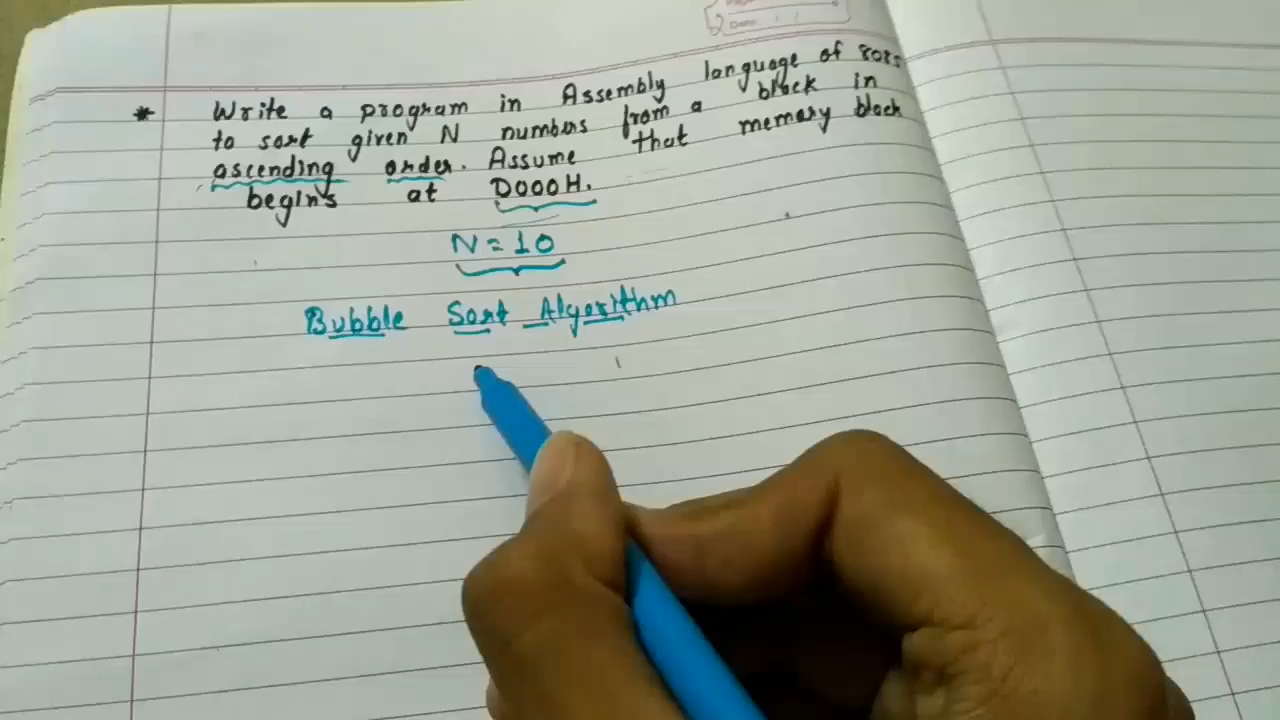 Date: / /
* Write a program in Assembly language of 8085
to sort given N numbers from a block in
ascending order. Assume that memory block
begins at D000H.
N = 10
Bubble Sort Algorithm